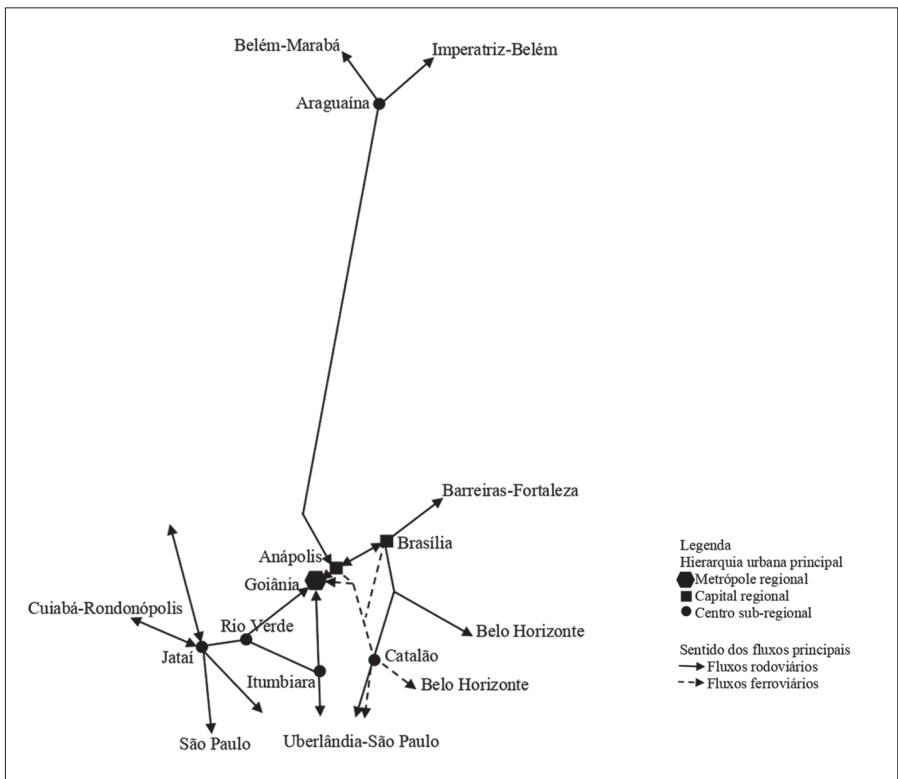 Belém-Marabá
Imperatriz-Belém
Araguaína
Barreiras-Fortaleza
Brasília
Anápolis
Goiânia
Cuiabá-Rondonópolis
Rio Verde
Jataí
Itumbiara
Catalão
Belo Horizonte
Belo Horizonte
São Paulo
Uberlândia-São Paulo
Legenda
Hierarquia urbana principal
Metrópole regional
Capital regional
Centro sub-regional
Sentido dos fluxos principais
Fluxos rodoviários
Fluxos ferroviários